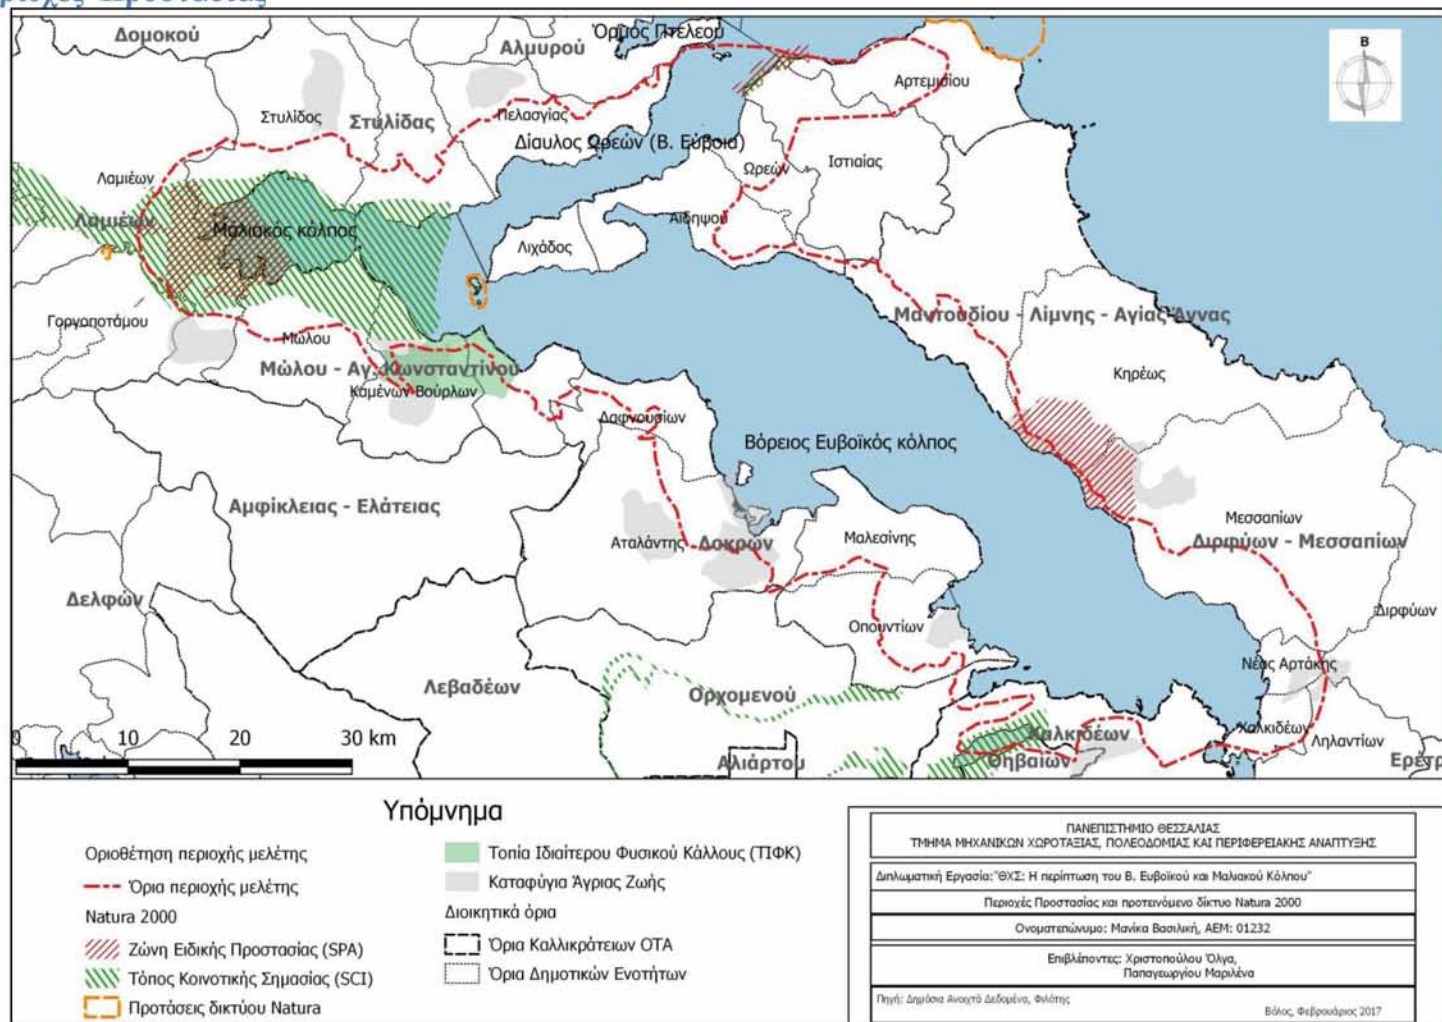 Δομοκού
Αλμυρού
Όρμος Πτελεού
Β
Αρτεμισίου
Στυλίδος
Στυλίδας
Πελασγίας
Δίαυλος Ωρεών (Β. Εύβοια)
Ωρεών
Ιστιαίας
Λαμιέων
Λαμιέων
Μαλιακός κόλπος
Λιχάδος
Αιδηψού
Γοργοποτάμου
Μώλου
Μώλου - Αγ. Κωνσταντίνου
Καμένων Βούρλων
Μαντουδίου - Λίμνης - Αγίας Άννας
Κηρέως
Δαφνουσίων
Βόρειος Ευβοϊκός κόλπος
Αμφίκλειας - Ελάτειας
Αταλάντης
Λοκρών
Μαλεσίνης
Μεσσαπίων
Διρφύων - Μεσσαπίων
Δελφών
Διρφύων
Οπουντίων
Λεβαδέων
Ορχομενού
Νέας Αρτάκης
Χαλκιδέων
Χαλκιδέων
Ληλαντίων
Θηβαίων
Αλιάρτου
Ερέτρ
0 10 20 30 km
Υπόμνημα
Οριοθέτηση περιοχής μελέτης
Όρια περιοχής μελέτης
Natura 2000
Ζώνη Ειδικής Προστασίας (SPA)
Τόπος Κοινοτικής Σημασίας (SCI)
Προτάσεις δικτύου Natura
Τοπία Ιδιαίτερου Φυσικού Κάλλους (ΤΙΦΚ)
Καταφύγια Άγριας Ζωής
Διοικητικά όρια
Όρια Καλλικράτειων ΟΤΑ
Όρια Δημοτικών Ενοτήτων
ΠΑΝΕΠΙΣΤΗΜΙΟ ΘΕΣΣΑΛΙΑΣ
ΤΜΗΜΑ ΜΗΧΑΝΙΚΩΝ ΧΩΡΟΤΑΞΙΑΣ, ΠΟΛΕΟΔΟΜΙΑΣ ΚΑΙ ΠΕΡΙΦΕΡΕΙΑΚΗΣ ΑΝΑΠΤΥΞΗΣ
Διπλωματική Εργασία:"ΘΧΣ: Η περίπτωση του Β. Ευβοϊκού και Μαλιακού Κόλπου"
Περιοχές Προστασίας και προτεινόμενο δίκτυο Natura 2000
Ονοματεπώνυμο: Μανίκα Βασιλική, ΑΕΜ: 01232
Επιβλέποντες: Χριστοπούλου Όλγα,
Παπαγεωργίου Μαριλένα
Πηγή: Δημόσια Ανοιχτά Δεδομένα, Φιλότης
Βόλος, Φεβρουάριος 2017